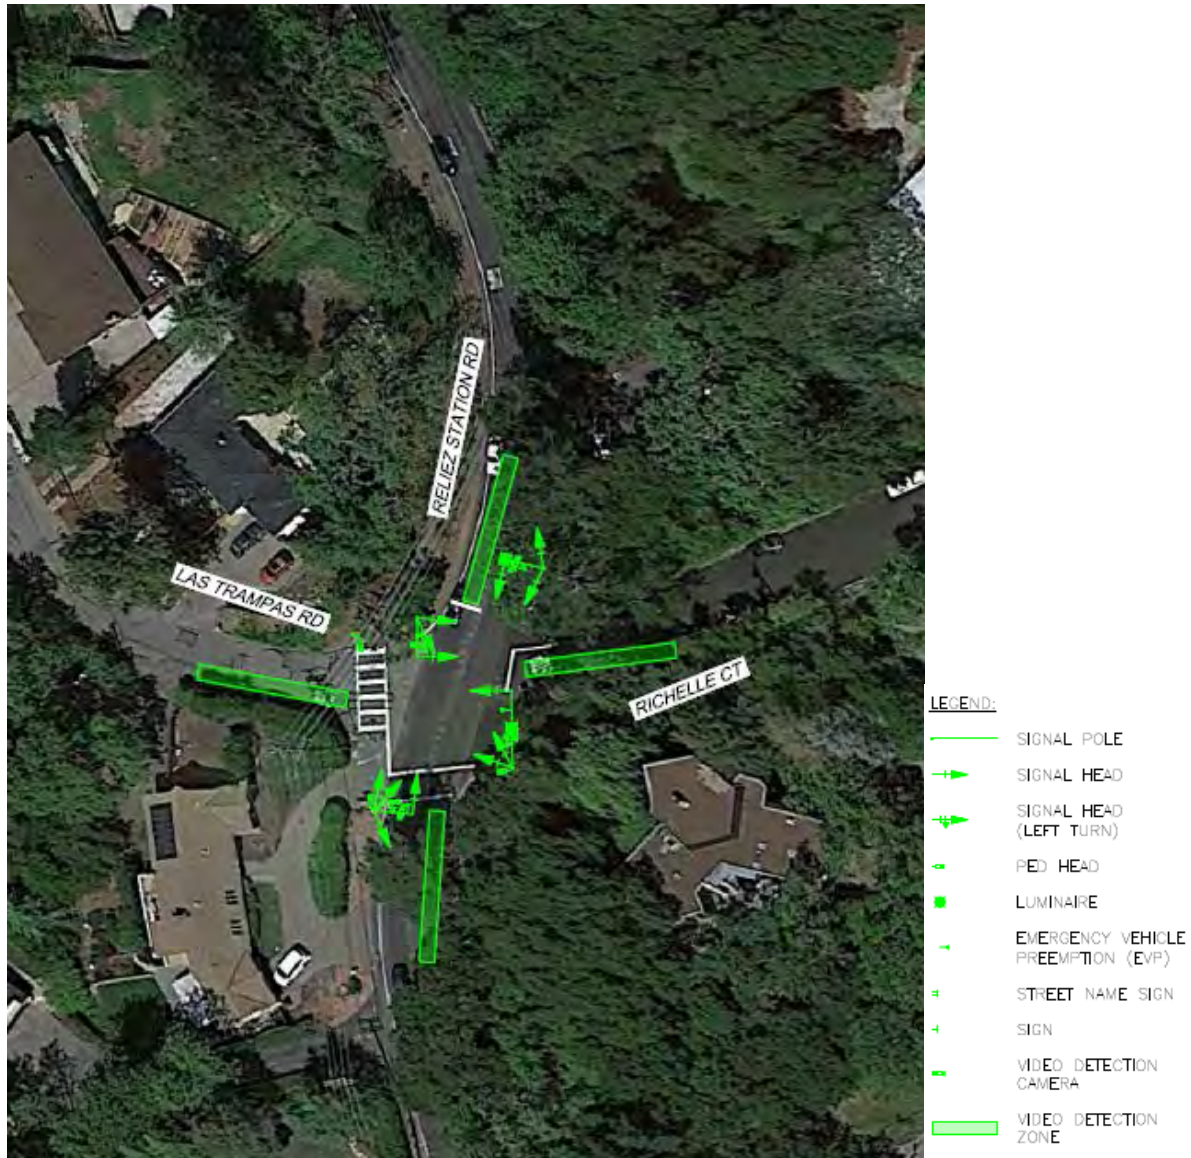 RELIEZ STATION RD
LAS TRAMPAS RD
RICHELLE CT
LEGEND:
SIGNAL POLE
SIGNAL HEAD
SIGNAL HEAD
(LEFT TURN)
PED HEAD
LUMINAIRE
EMERGENCY VEHICLE
PREEMPTION (EVP)
STREET NAME SIGN
SIGN
VIDEO DETECTION
CAMERA
VIDEO DETECTION
ZONE